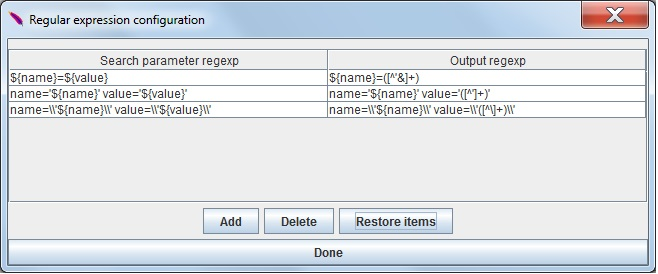 Regular expression configuration
Search parameter regexp Output regexp
${name}=${value} ${name}=([^'&]+)
name='${name}' value='${value}' name='${name}' value='([^']+)'
name=\\'${name}\\' value=\\'${value}\\' name=\\'${name}\\' value=\\'([^\]+)\\'
Add Delete Restore items
Done